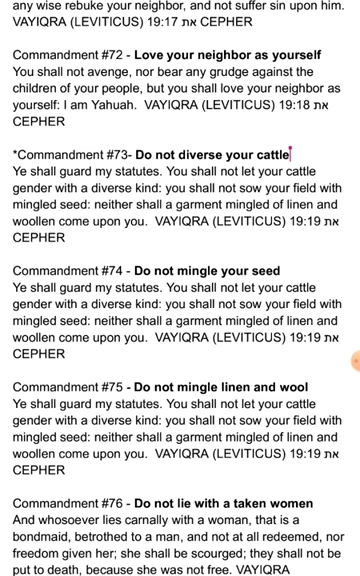 any wise rebuke your neighbor, and not suffer sin upon him.
VAYIQRA (LEVITICUS) 19:17 את CEPHER
Commandment #72 - Love your neighbor as yourself
You shall not avenge, nor bear any grudge against the
children of your people, but you shall love your neighbor as
yourself: I am Yahuah.  VAYIQRA (LEVITICUS) 19:18 את
CEPHER
*Commandment #73- Do not diverse your cattle
Ye shall guard my statutes. You shall not let your cattle
gender with a diverse kind: you shall not sow your field with
mingled seed: neither shall a garment mingled of linen and
woollen come upon you.  VAYIQRA (LEVITICUS) 19:19 את
CEPHER
Commandment #74 - Do not mingle your seed
Ye shall guard my statutes. You shall not let your cattle
gender with a diverse kind: you shall not sow your field with
mingled seed: neither shall a garment mingled of linen and
woollen come upon you.  VAYIQRA (LEVITICUS) 19:19 את
CEPHER
Commandment #75 - Do not mingle linen and wool
Ye shall guard my statutes. You shall not let your cattle
gender with a diverse kind: you shall not sow your field with
mingled seed: neither shall a garment mingled of linen and
woollen come upon you.  VAYIQRA (LEVITICUS) 19:19 את
CEPHER
Commandment #76 - Do not lie with a taken women
And whosoever lies carnally with a woman, that is a
bondmaid, betrothed to a man, and not at all redeemed, nor
freedom given her; she shall be scourged; they shall not be
put to death, because she was not free. VAYIQRA